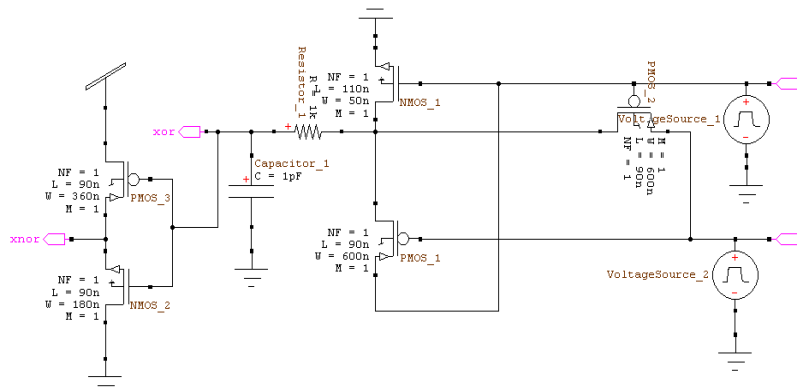 Resistor_1
R = 1k
NF = 1
L = 110n
W = 50n
M = 1
NMOS_1
PMOS_2
VoltageSource_1
M = 1
W = 600n
L = 90n
NF = 1
xor
Capacitor_1
C = 1pF
NF = 1
L = 90n
W = 360n
M = 1
PMOS_3
xnor
NF = 1
L = 90n
W = 600n
M = 1
PMOS_1
VoltageSource_2
NF = 1
L = 90n
W = 180n
M = 1
NMOS_2